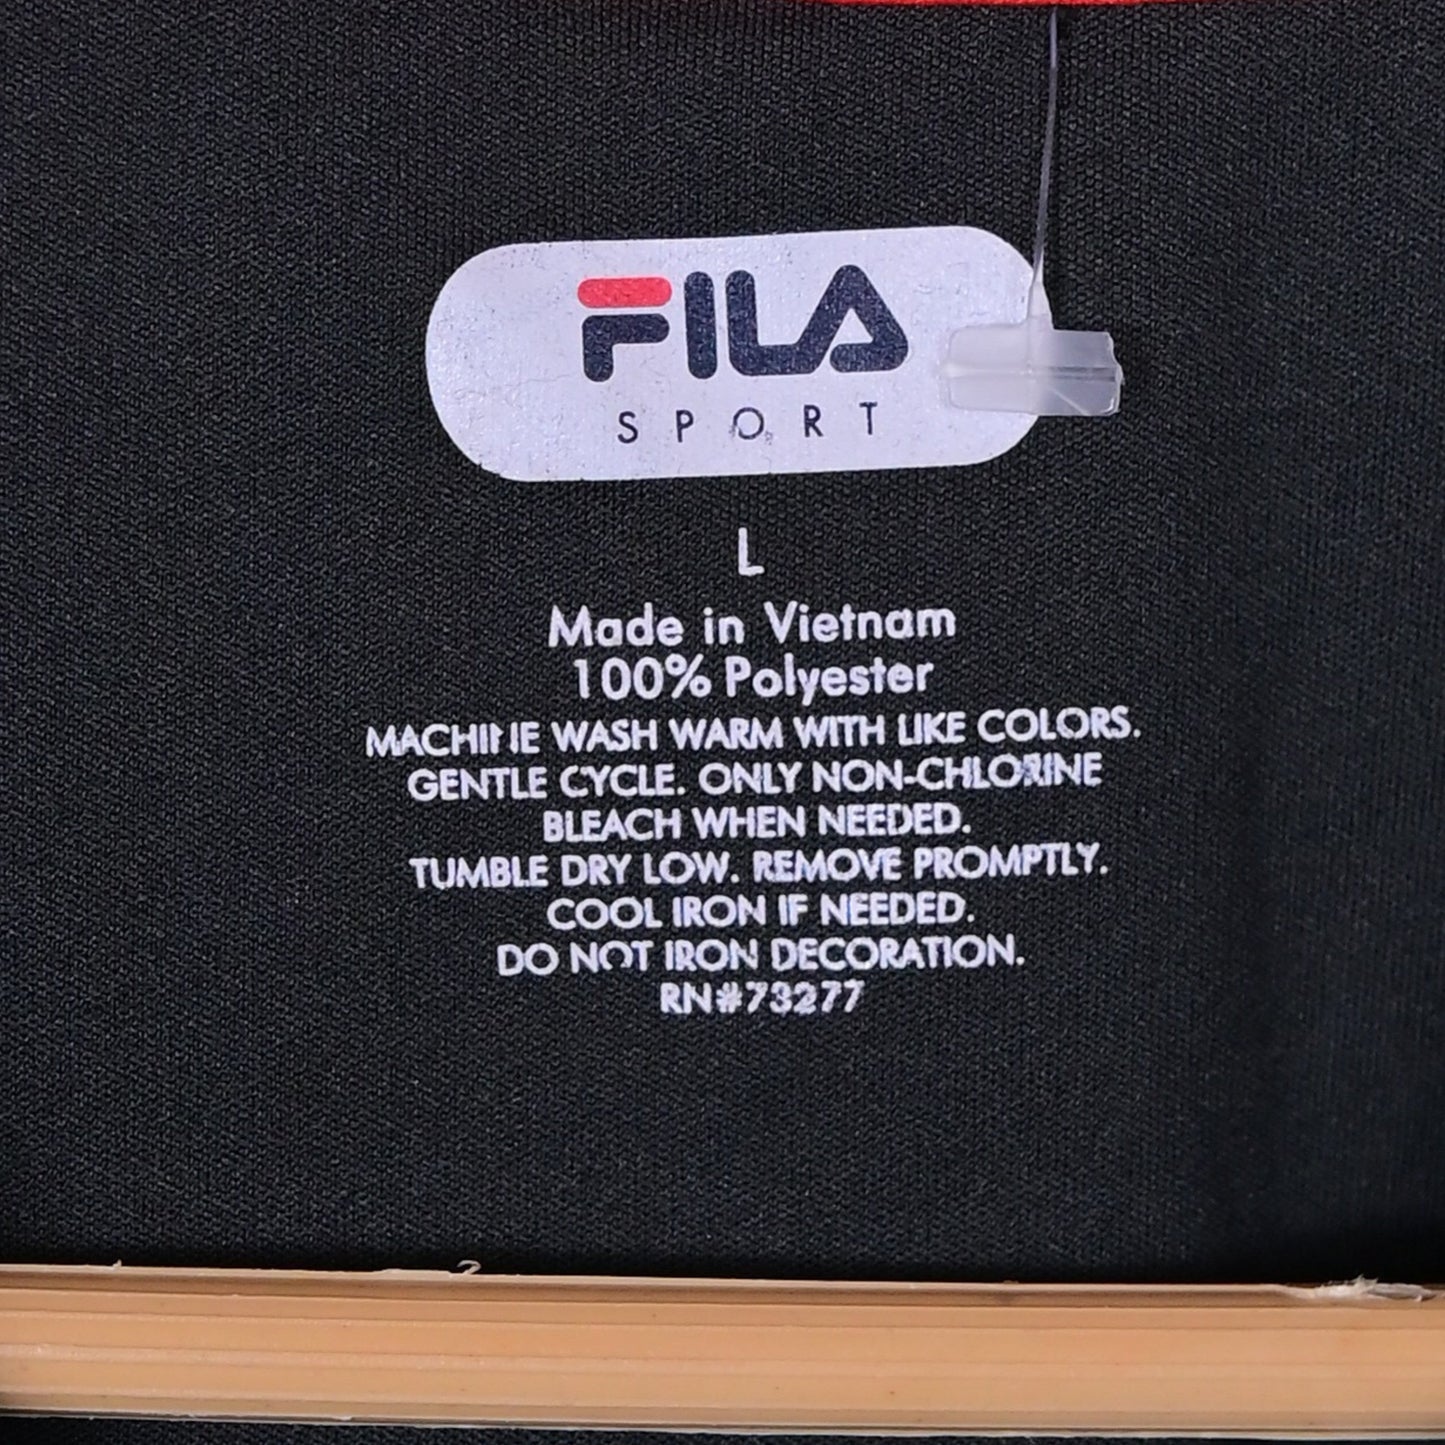 FILA
SPORT
L
Made in Vietnam
100% Polyester
MACHINE WASH WARM WITH LIKE COLORS.
GENTLE CYCLE. ONLY NON-CHLORINE
BLEACH WHEN NEEDED.
TUMBLE DRY LOW. REMOVE PROMPTLY.
COOL IRON IF NEEDED.
DO NOT IRON DECORATION.
RN#73277